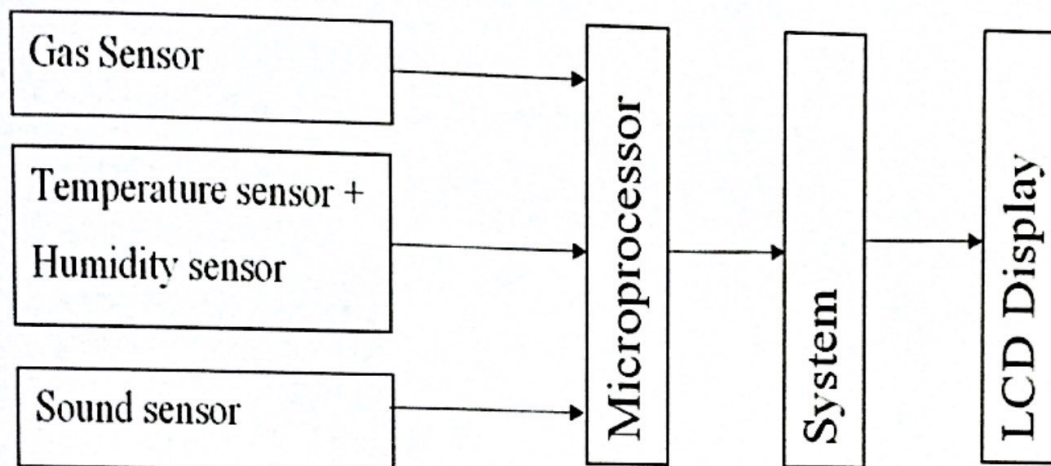 Gas Sensor
Temperature sensor +
Humidity sensor
Sound sensor
Microprocessor
System
LCD Display